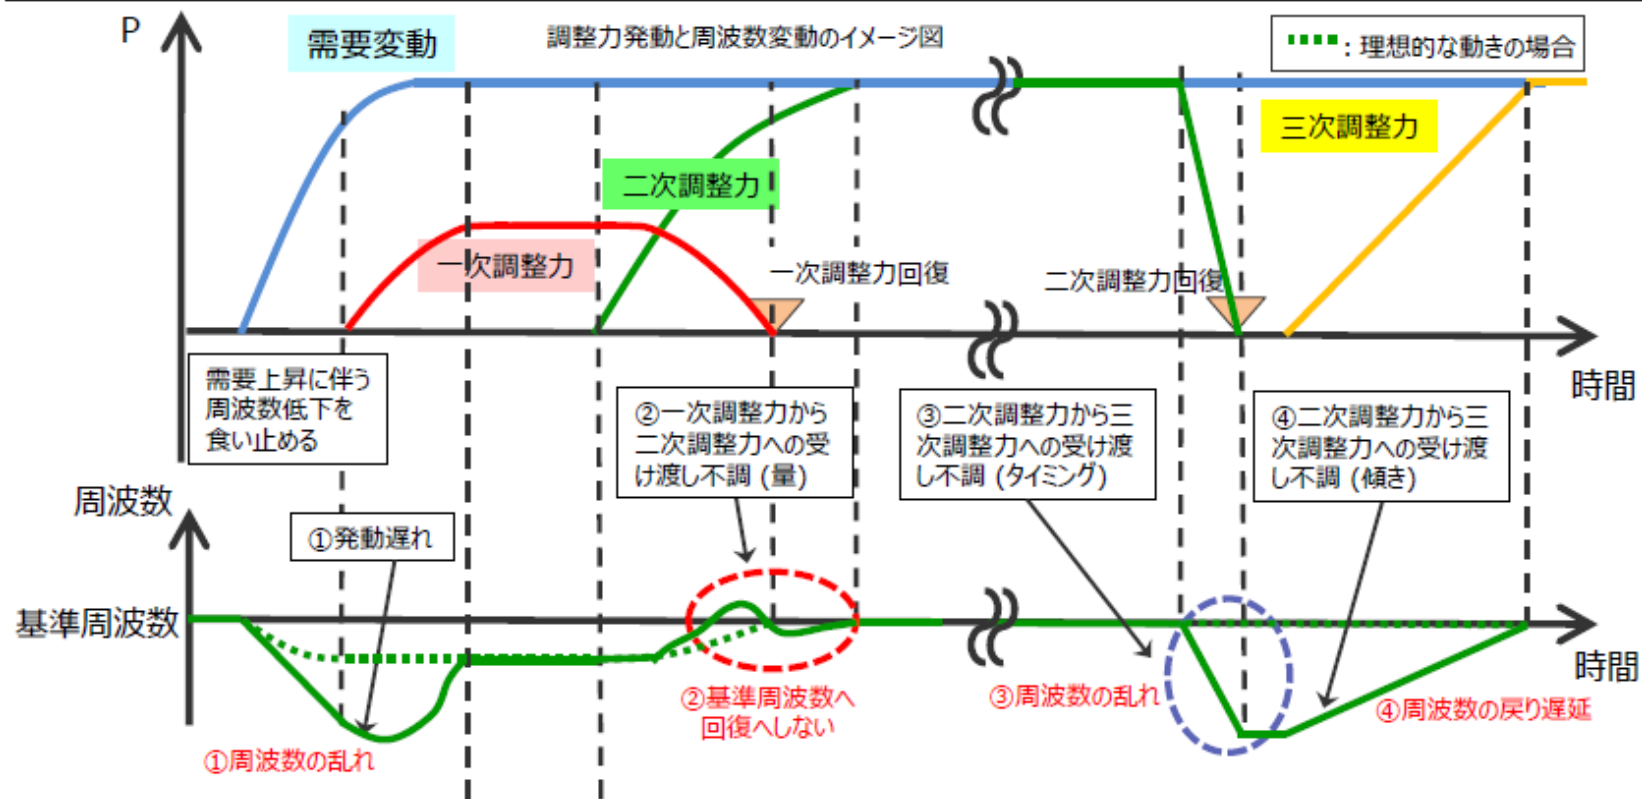 P
需要変動
調整力発動と周波数変動のイメージ図
：理想的な動きの場合
三次調整力
二次調整力
一次調整力
一次調整力回復
二次調整力回復
時間
需要上昇に伴う
周波数低下を
食い止める
②一次調整力から
二次調整力への受
け渡し不調 (量)
③二次調整力から三
次調整力への受け渡
し不調 (タイミング)
④二次調整力から三
次調整力への受け渡
し不調 (傾き)
周波数
①発動遅れ
基準周波数
時間
①周波数の乱れ
②基準周波数へ
回復へしない
③周波数の乱れ
④周波数の戻り遅延